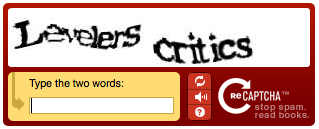 Levelers critics
Type the two words:
ReCAPTCHA™
stop spam.
read books.